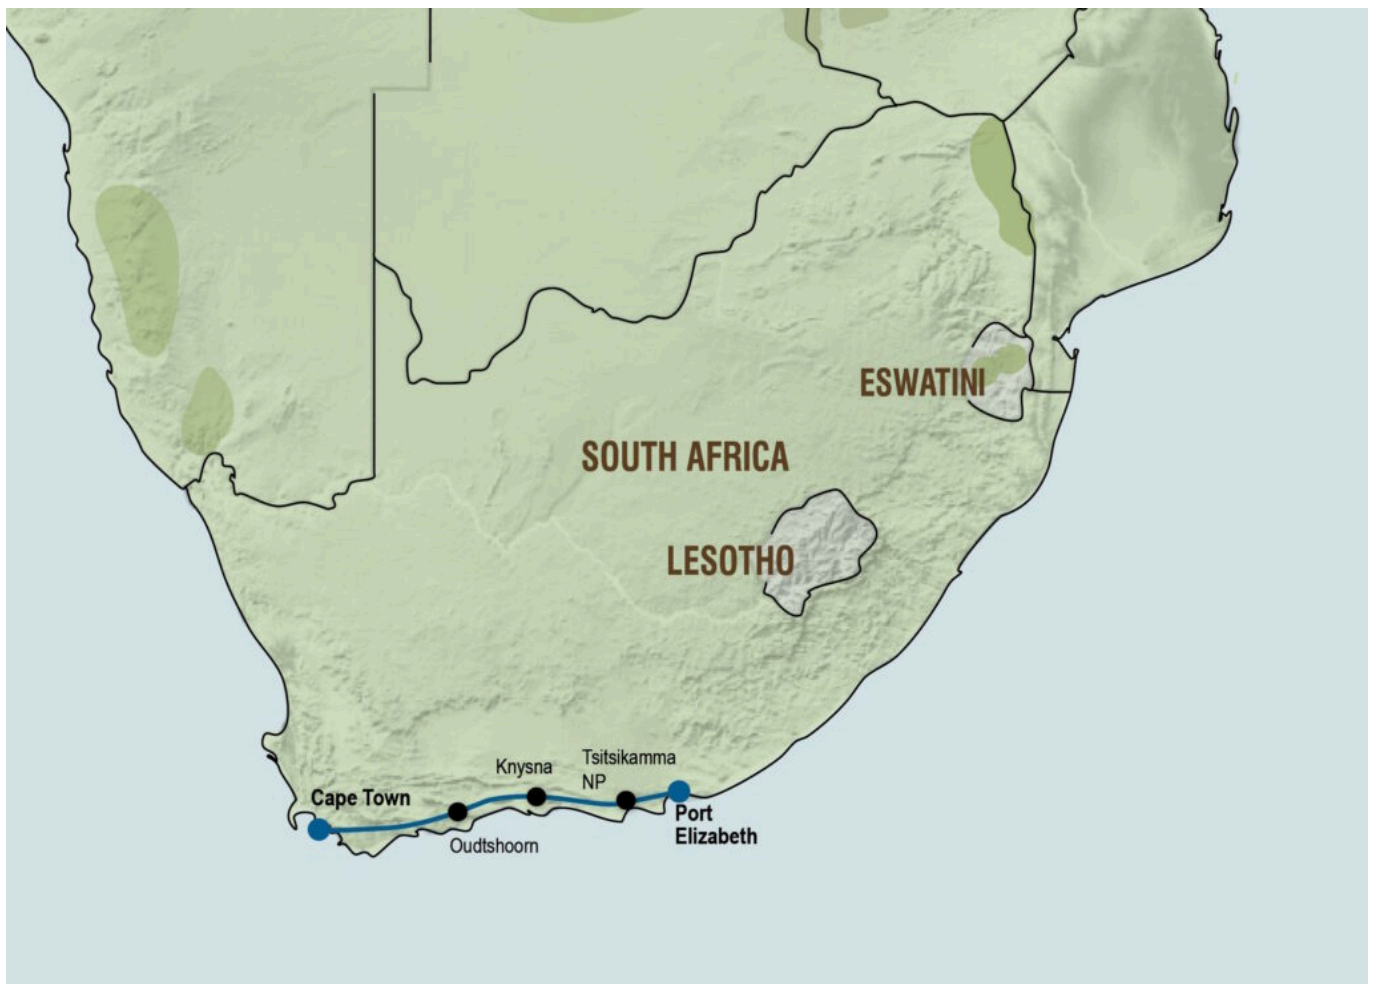 ESWATINI
SOUTH AFRICA
LESOTHO
Knysna
Tsitsikamma
NP
Cape Town
Port
Elizabeth
Oudtshoorn